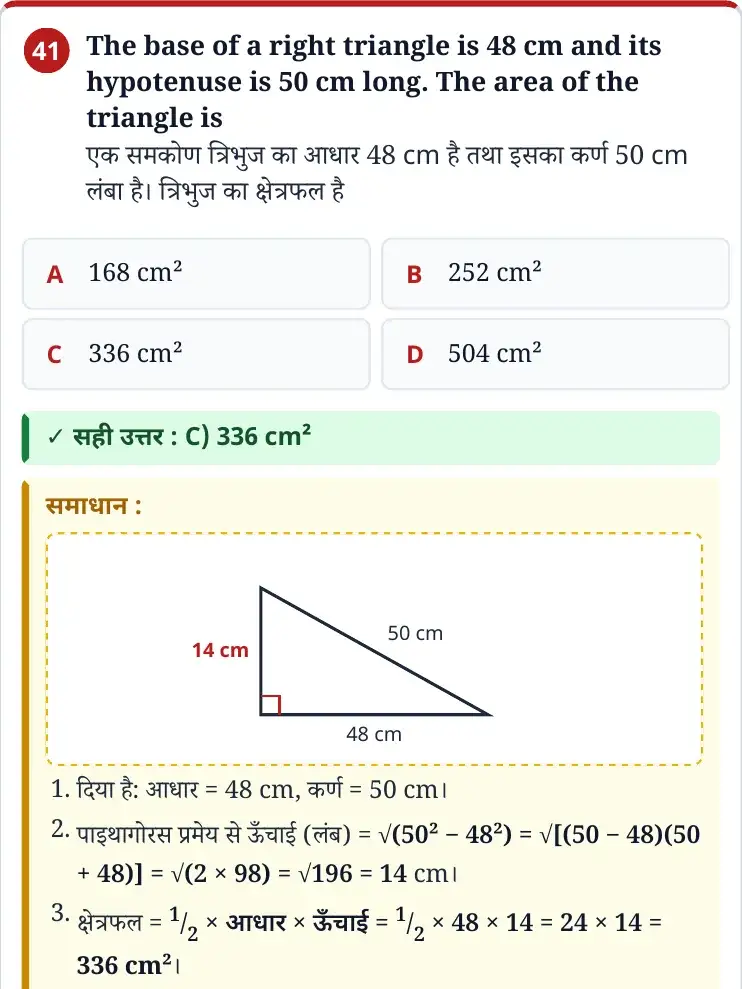 41 The base of a right triangle is 48 cm and its
hypotenuse is 50 cm long. The area of the
triangle is
एक समकोण त्रिभुज का आधार 48 cm है तथा इसका कर्ण 50 cm
लंबा है। त्रिभुज का क्षेत्रफल है
A 168 cm²
B 252 cm²
C 336 cm²
D 504 cm²
✓ सही उत्तर : C) 336 cm²
समाधान :
50 cm
14 cm
48 cm
1. दिया है: आधार = 48 cm, कर्ण = 50 cm।
2. पाइथागोरस प्रमेय से ऊँचाई (लंब) = √(50² − 48²) = √[(50 − 48)(50
+ 48)] = √(2 × 98) = √196 = 14 cm।
3. क्षेत्रफल = 1/2 × आधार × ऊँचाई = 1/2 × 48 × 14 = 24 × 14 =
336 cm²।